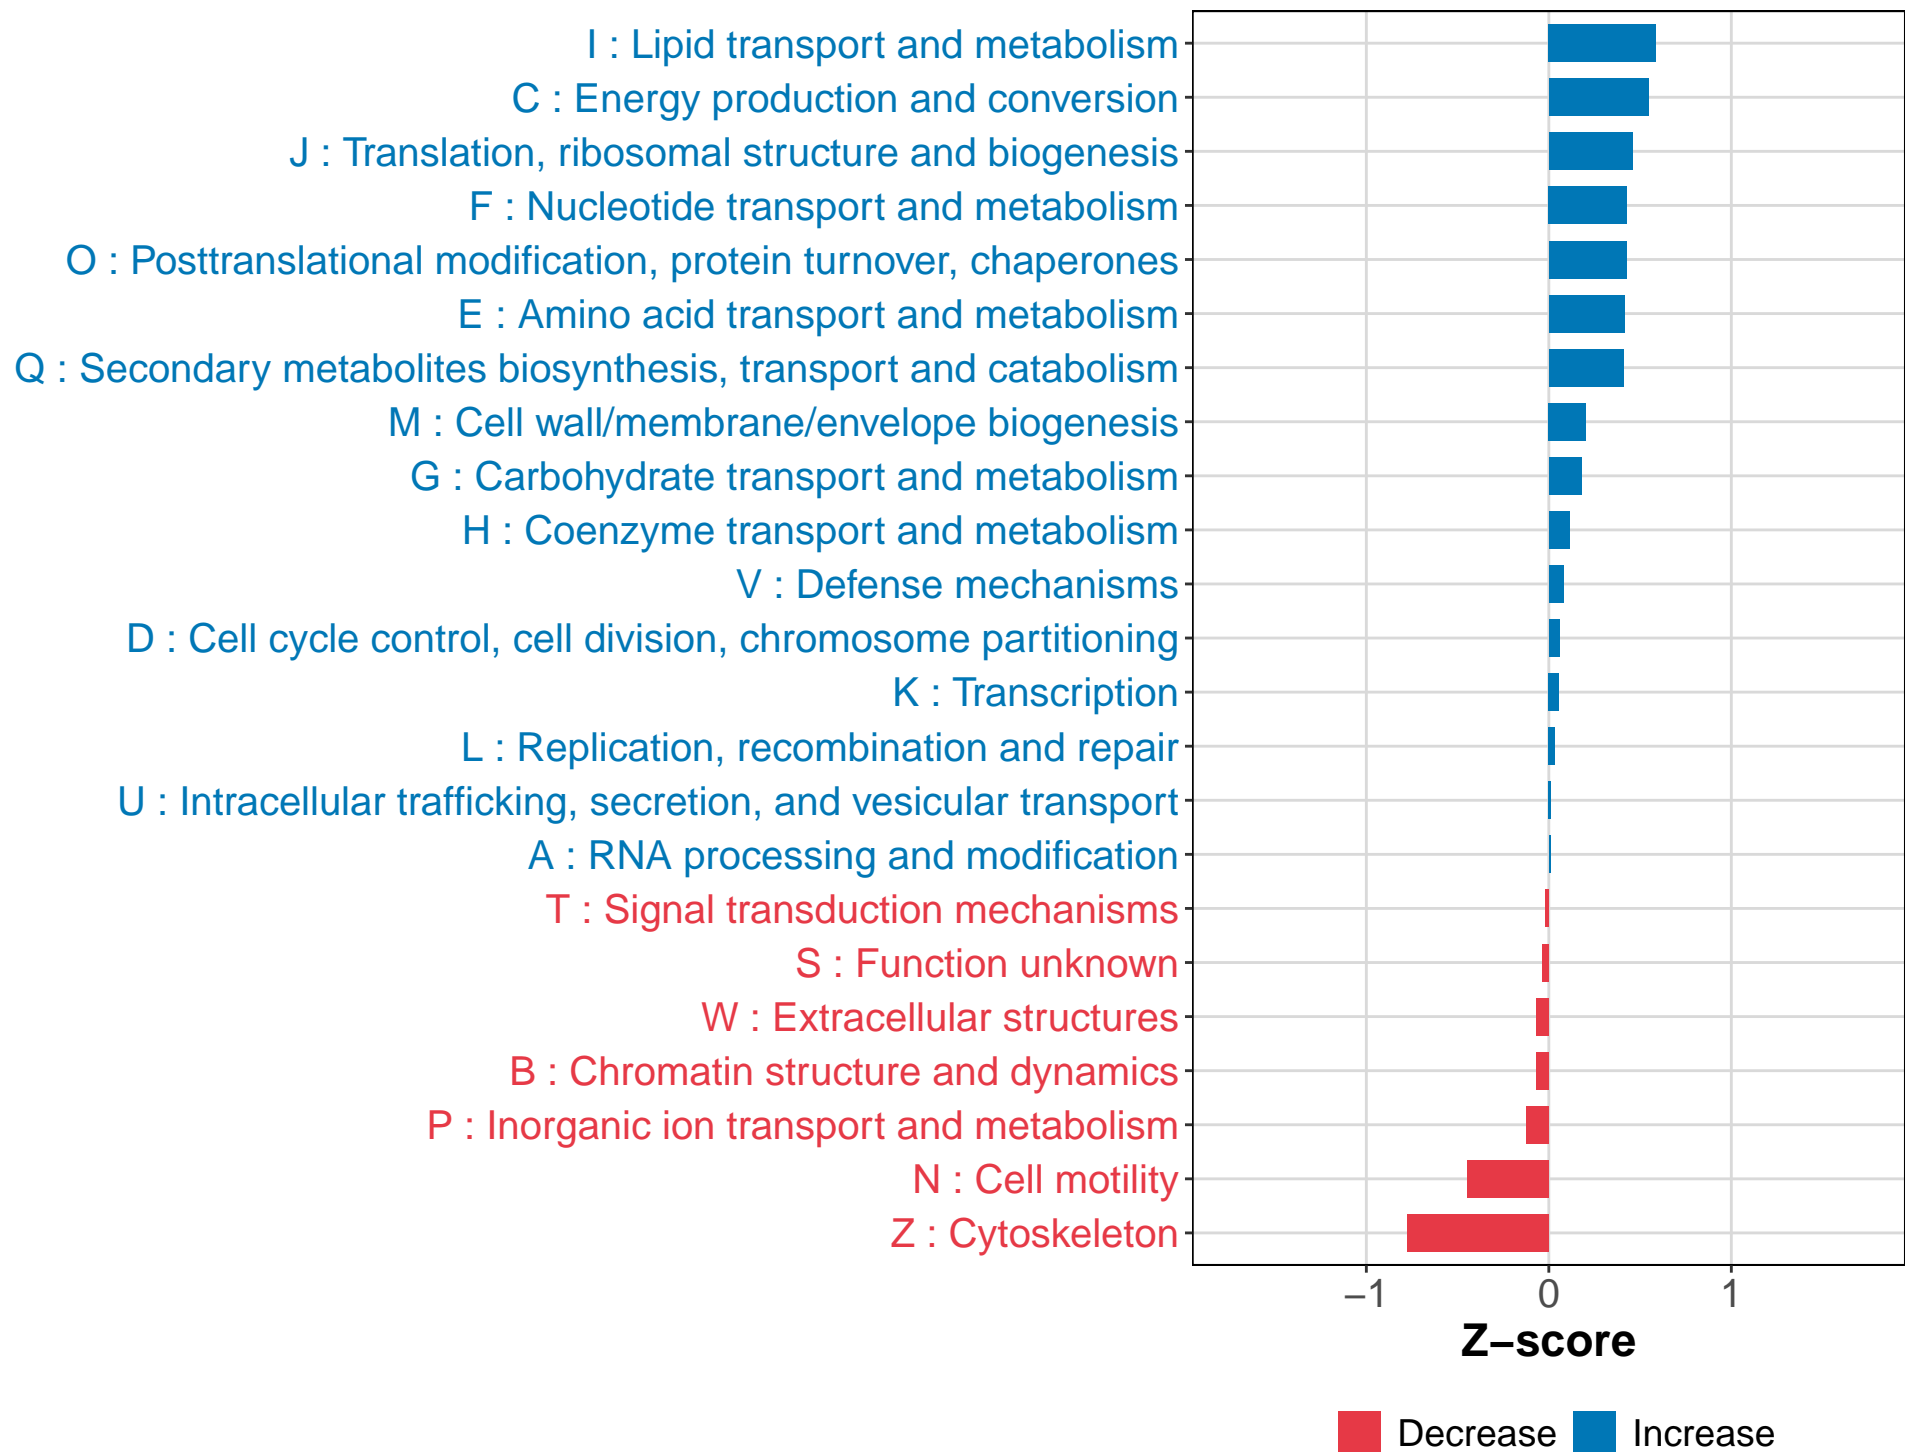 I : Lipid transport and metabolism
C : Energy production and conversion
J : Translation, ribosomal structure and biogenesis
F : Nucleotide transport and metabolism
O : Posttranslational modification, protein turnover, chaperones
E : Amino acid transport and metabolism
Q : Secondary metabolites biosynthesis, transport and catabolism
M : Cell wall/membrane/envelope biogenesis
G : Carbohydrate transport and metabolism
H : Coenzyme transport and metabolism
V : Defense mechanisms
D : Cell cycle control, cell division, chromosome partitioning
K : Transcription
L : Replication, recombination and repair
U : Intracellular trafficking, secretion, and vesicular transport
A : RNA processing and modification
T : Signal transduction mechanisms
S : Function unknown
W : Extracellular structures
B : Chromatin structure and dynamics
P : Inorganic ion transport and metabolism
N : Cell motility
Z : Cytoskeleton
−1 0 1
Z−score
Decrease Increase